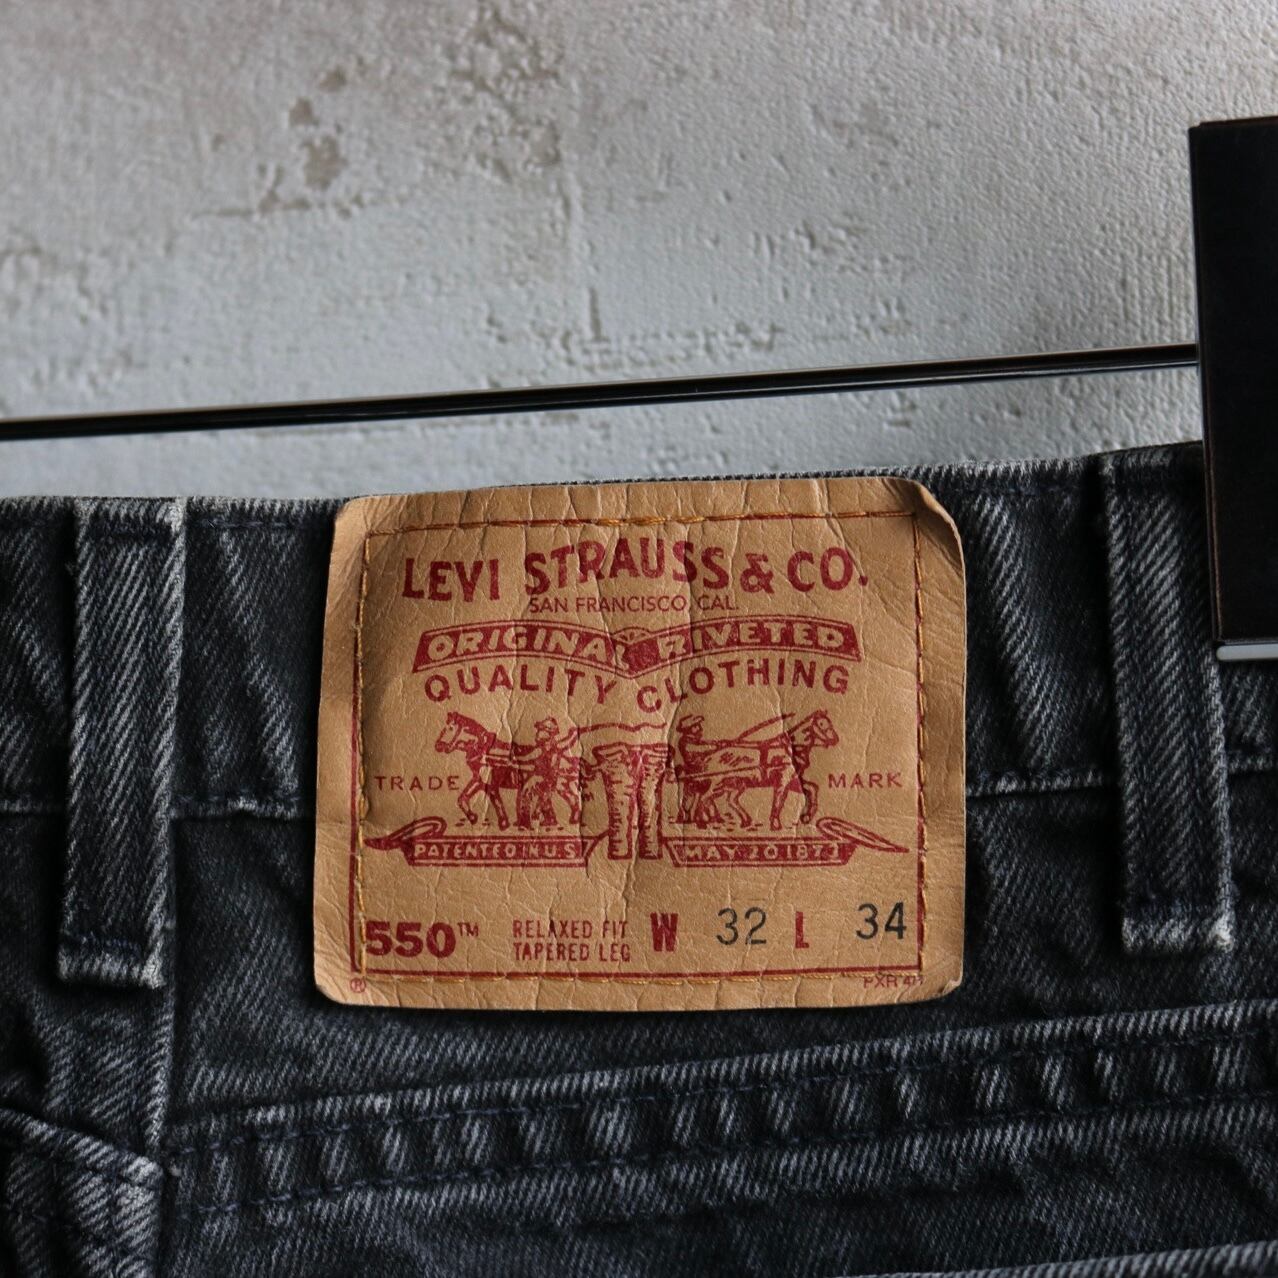 LEVI STRAUSS & CO.
SAN FRANCISCO, CAL.
ORIGINAL RIVETED
QUALITY CLOTHING
TRADE MARK
PATENTED IN U.S. MAY 20 1873
550™ RELAXED FIT W 32 L 34
TAPERED LEG
®